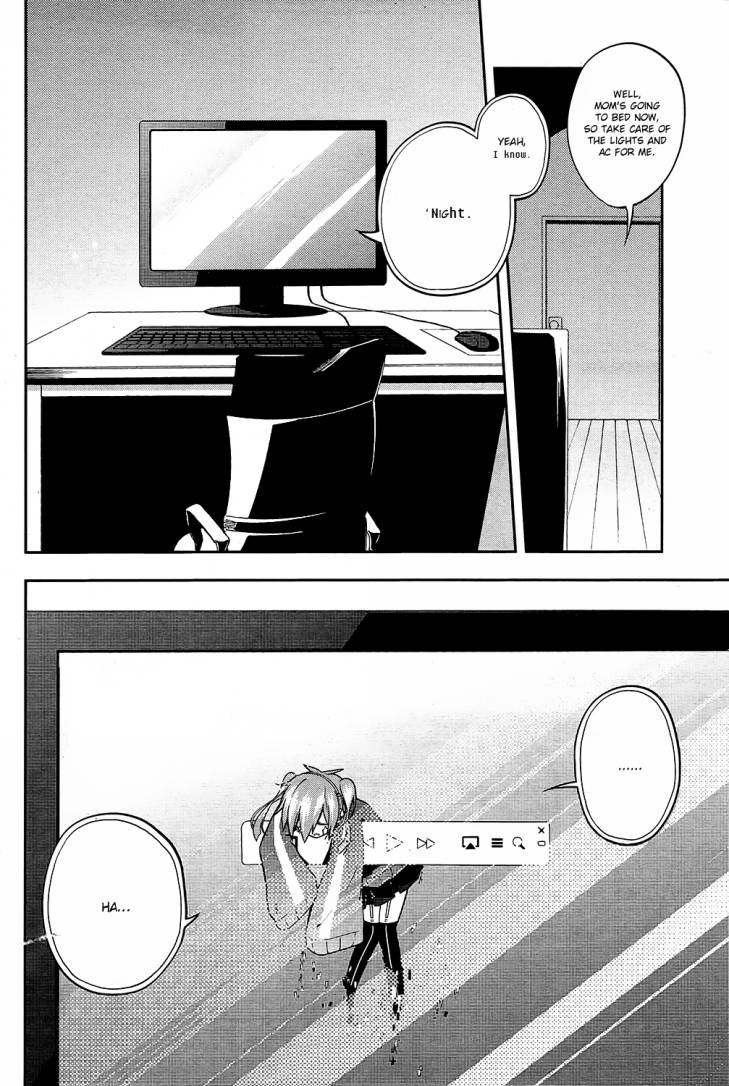 WELL,
MOM'S GOING
TO BED NOW,
SO TAKE CARE OF
THE LIGHTS AND
AC FOR ME.
YEAH,
I know.
'NIGht.
......
HA...